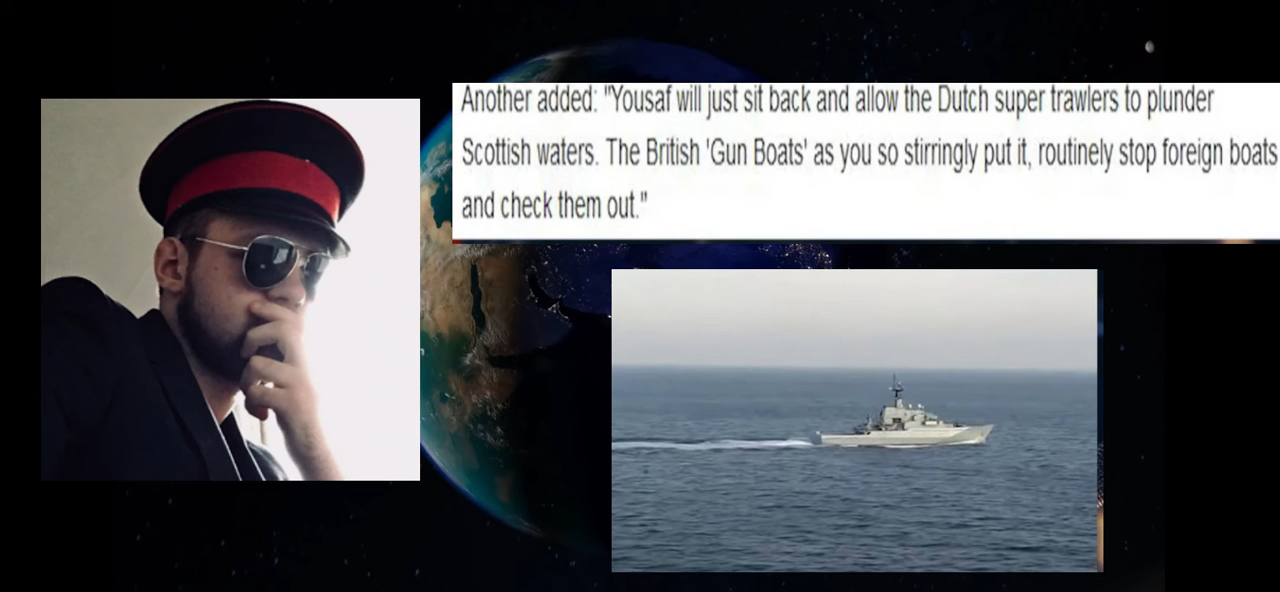 Another added: "Yousaf will just sit back and allow the Dutch super trawlers to plunder
Scottish waters. The British 'Gun Boats' as you so stirringly put it, routinely stop foreign boats
and check them out."